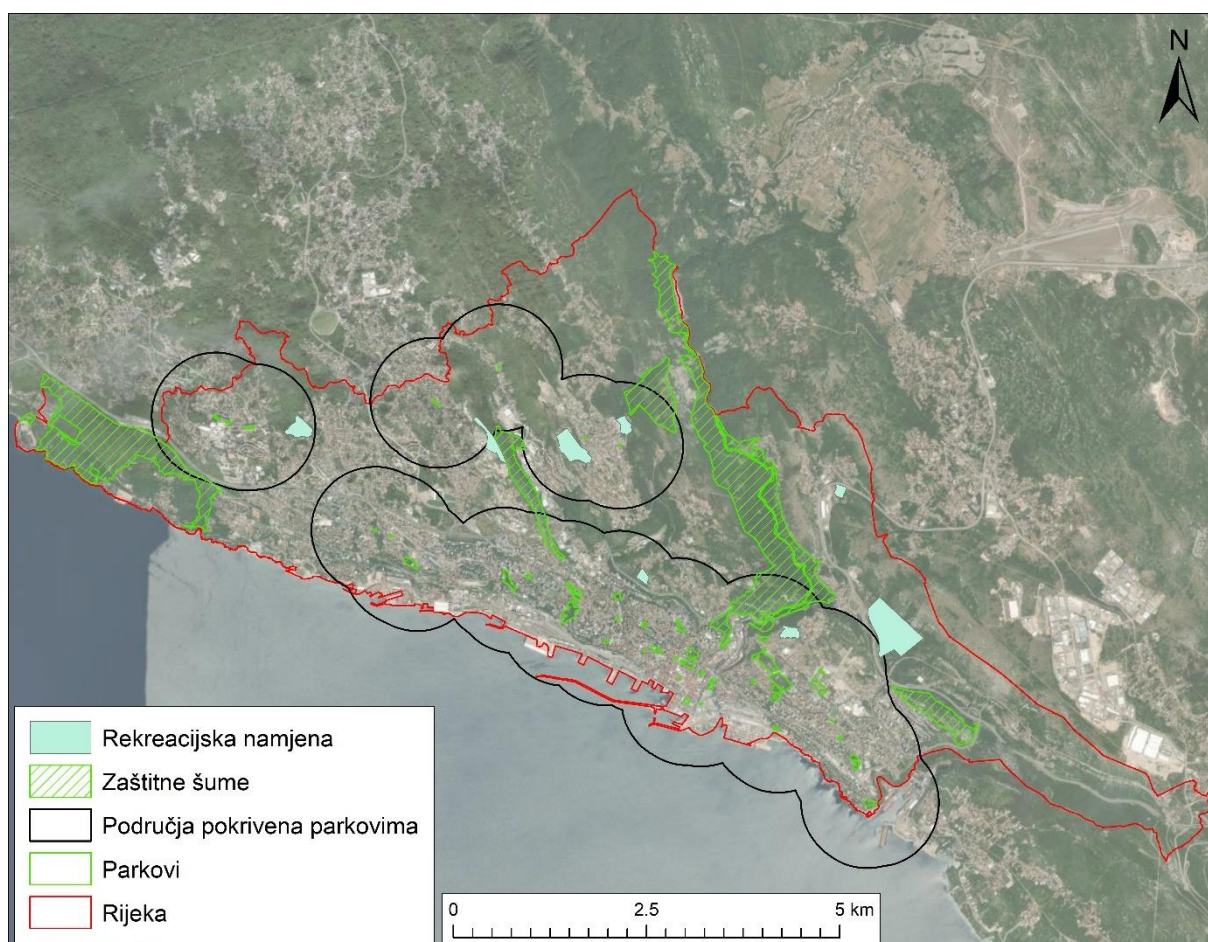 N
Rekreacijska namjena
Zaštitne šume
Područja pokrivena parkovima
Parkovi
Rijeka
0 2.5 5 km